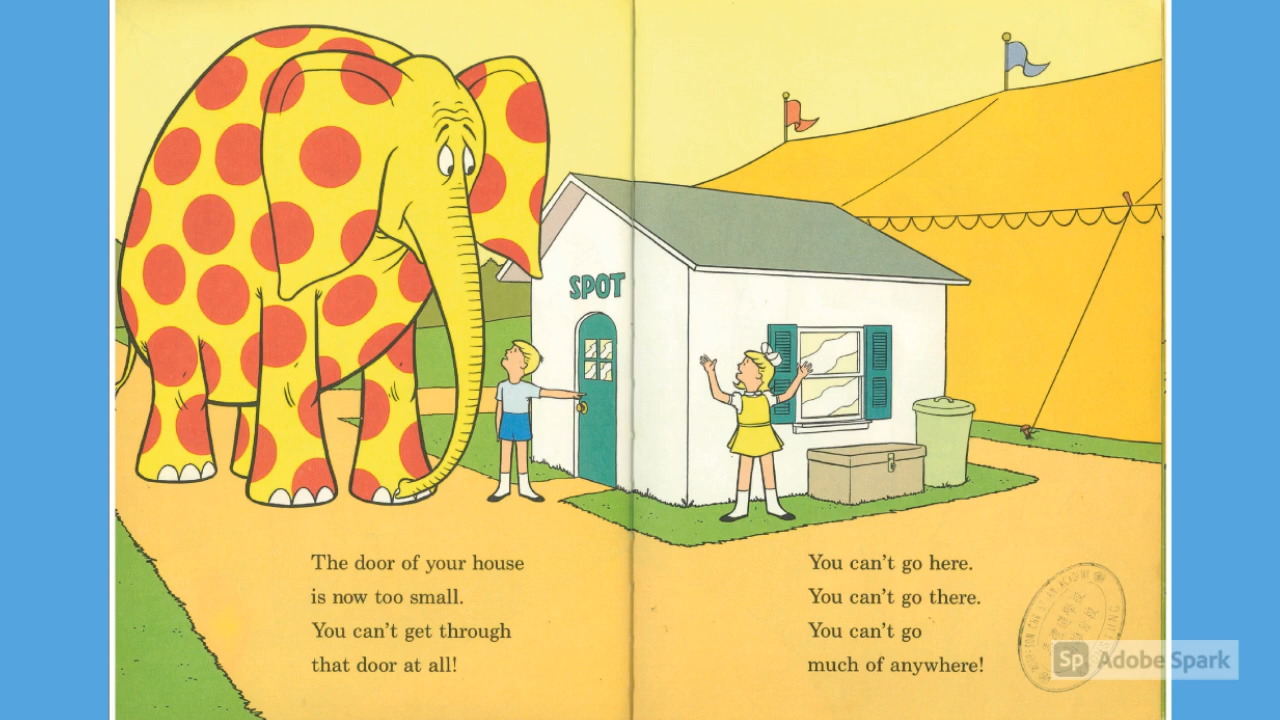 SPOT
The door of your house
is now too small.
You can't get through
that door at all!
You can't go here.
You can't go there.
You can't go
much of anywhere!
Sp Adobe Spark